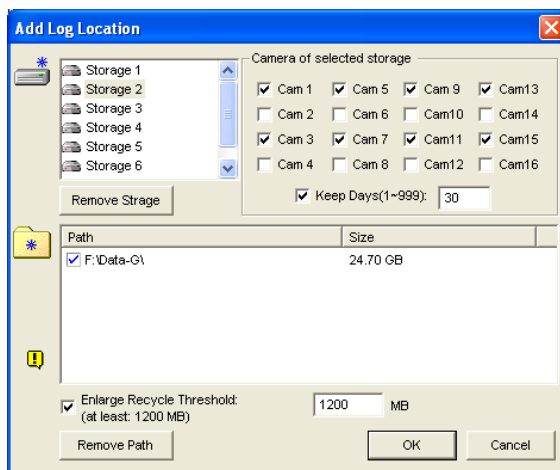 Add Log Location
Storage 1
Storage 2
Storage 3
Storage 4
Storage 5
Storage 6
Remove Strage
Camera of selected storage
Cam 1 Cam 5 Cam 9 Cam13
Cam 2 Cam 6 Cam10 Cam14
Cam 3 Cam 7 Cam11 Cam15
Cam 4 Cam 8 Cam12 Cam16
Keep Days(1~999): 30
Path Size
F:\Data-G\ 24.70 GB
Enlarge Recycle Threshold: 1200 MB
(at least: 1200 MB)
Remove Path OK Cancel